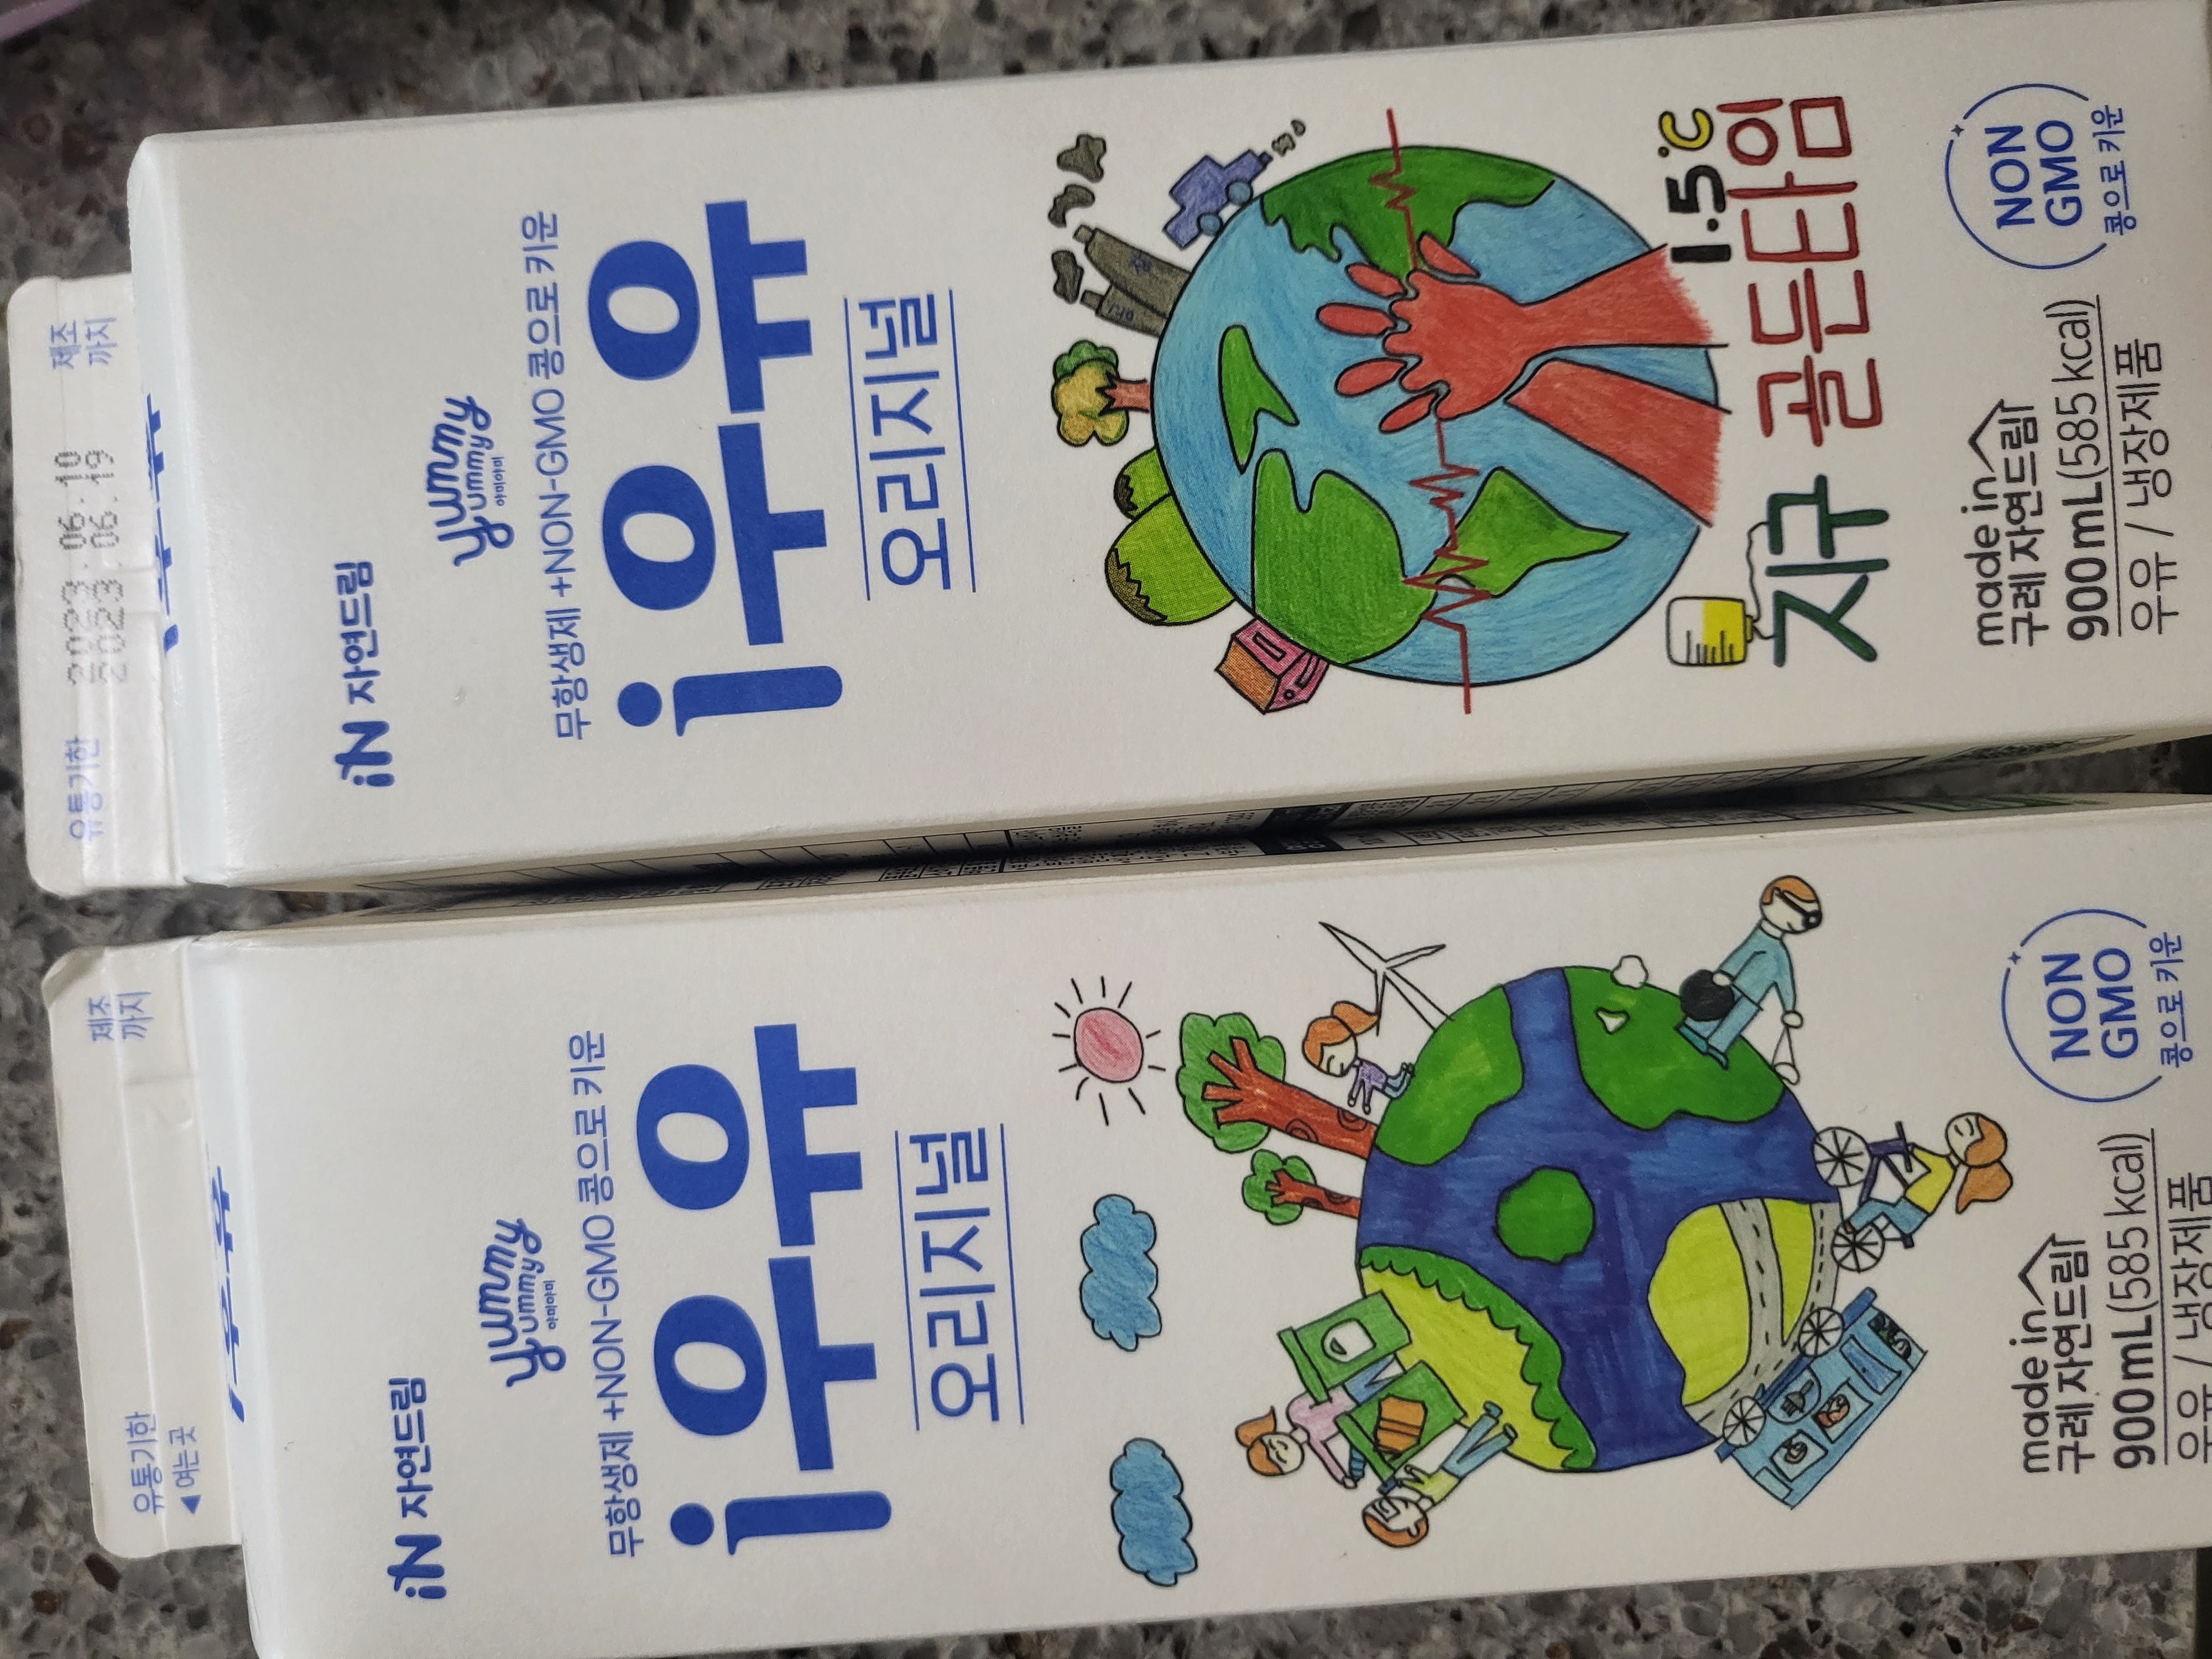 유통기한 2023.06.10 제조
2023.06.19 까지
iN 자연드림
yummy
yummy
야미야미
무항생제+NON-GMO 콩으로 키운
i우유
오리지널
1.5℃
지구 골든타임
made in
구례 자연드림
900mL(585 kcal)
우유 / 냉장제품
NON
GMO
콩으로 키운
유통기한 제조
까지
◀여는곳
iN 자연드림
yummy
yummy
야미야미
무항생제+NON-GMO 콩으로 키운
i우유
오리지널
made in
구례 자연드림
900mL(585 kcal)
우유 / 냉장제품
NON
GMO
콩으로 키운